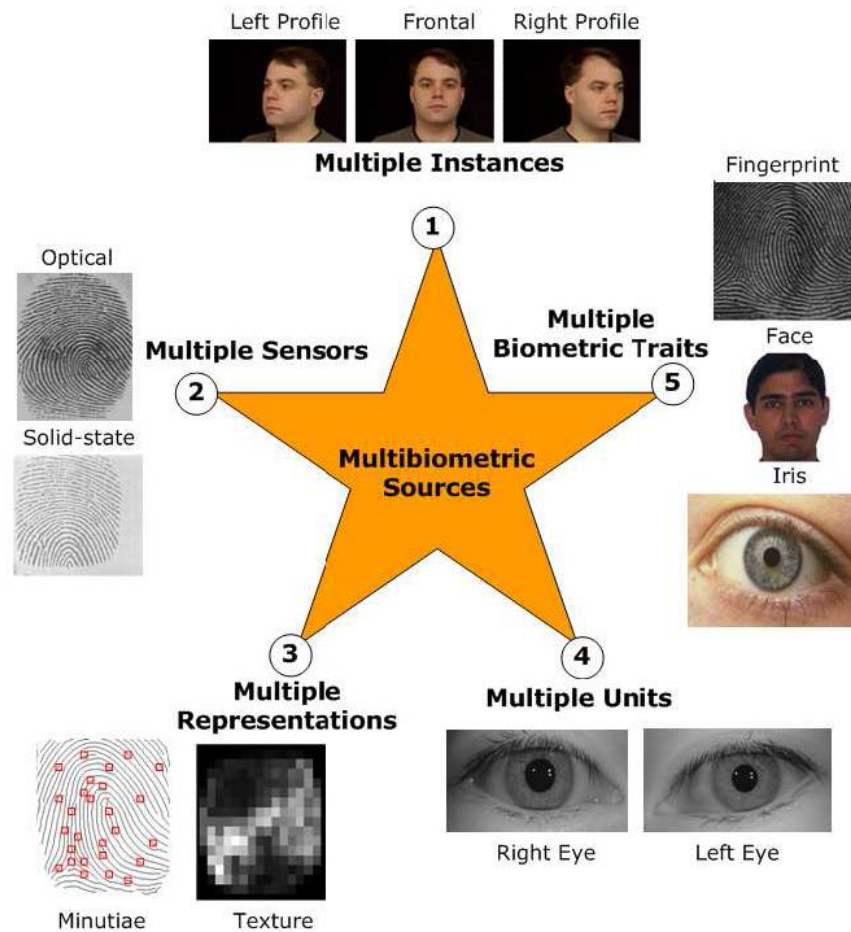 Left Profile
Frontal
Right Profile
Multiple Instances
1
Fingerprint
Optical
Multiple Sensors
2
Multiple
Biometric Traits
5
Face
Solid-state
Multibiometric
Sources
Iris
3
Multiple
Representations
4
Multiple Units
Minutiae
Texture
Right Eye
Left Eye